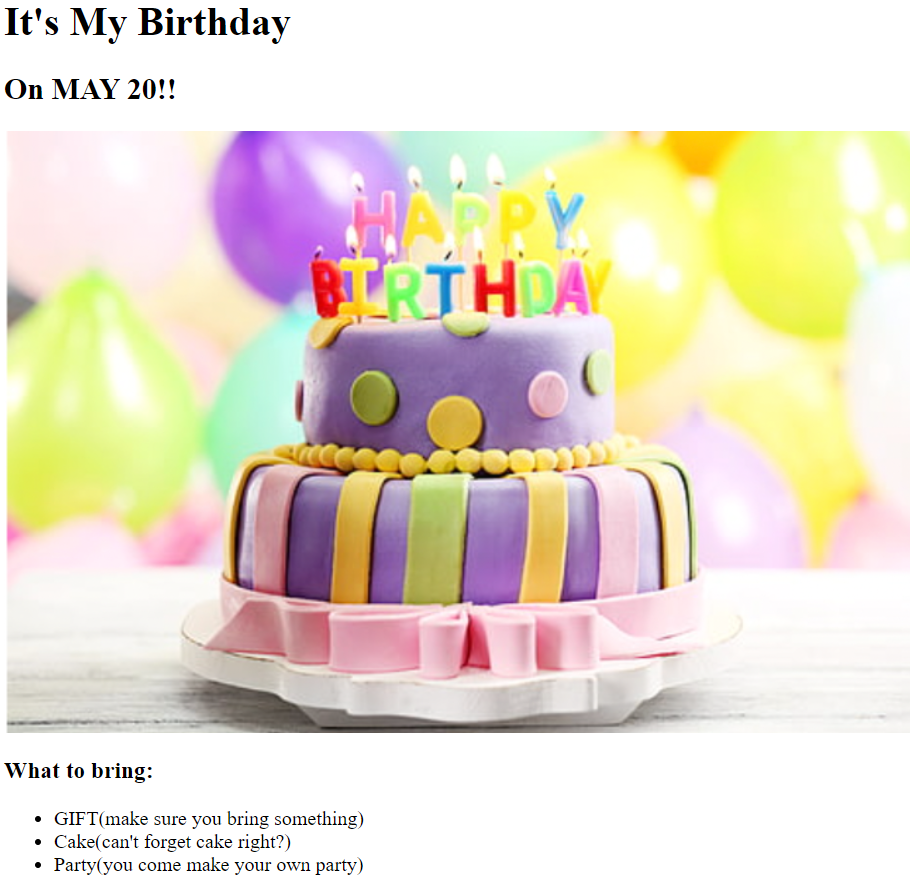 It's My Birthday
On MAY 20!!
HAPPY
BIRTHDAY
What to bring:
GIFT(make sure you bring something)
Cake(can't forget cake right?)
Party(you come make your own party)